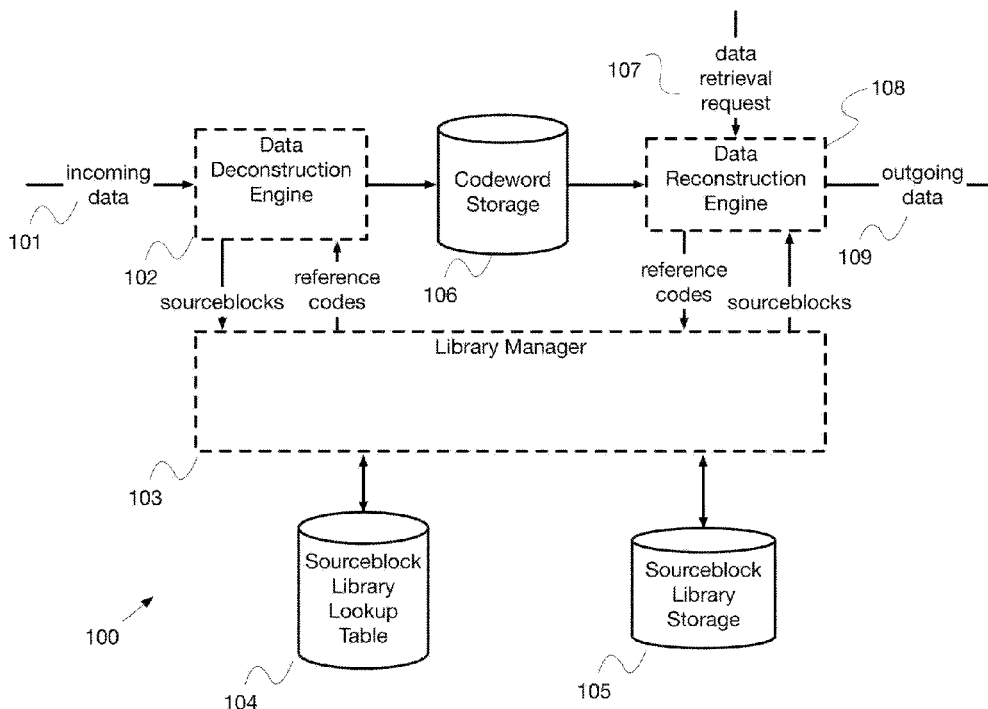 data
retrieval
request
107
108
incoming
data
101
Data
Deconstruction
Engine
102
Codeword
Storage
106
Data
Reconstruction
Engine
outgoing
data
109
sourceblocks
reference
codes
reference
codes
sourceblocks
Library Manager
103
Sourceblock
Library
Lookup
Table
104
Sourceblock
Library
Storage
105
100